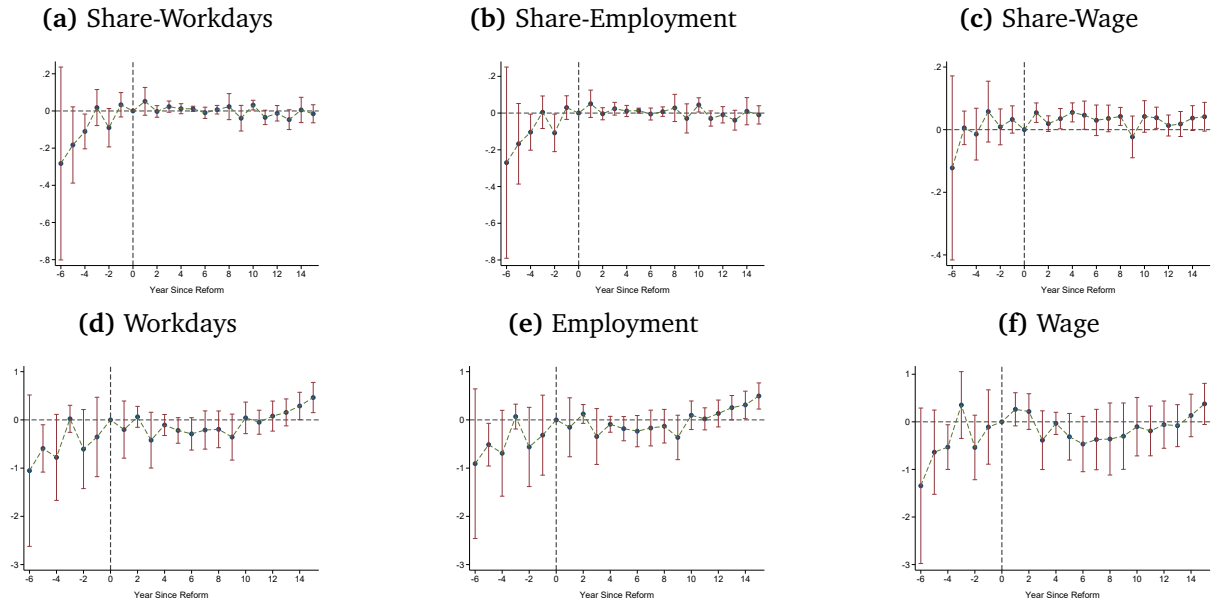 (a) Share-Workdays (b) Share-Employment (c) Share-Wage
.2
0
-.2
-.4
-.6
-.8
-6 -4 -2 0 2 4 6 8 10 12 14
Year Since Reform
.2
0
-.2
-.4
-.6
-.8
-6 -4 -2 0 2 4 6 8 10 12 14
Year Since Reform
.2
0
-.2
-.4
-6 -4 -2 0 2 4 6 8 10 12 14
Year Since Reform
(d) Workdays (e) Employment (f) Wage
1
0
-1
-2
-3
-6 -4 -2 0 2 4 6 8 10 12 14
Year Since Reform
1
0
-1
-2
-3
-6 -4 -2 0 2 4 6 8 10 12 14
Year Since Reform
1
0
-1
-2
-3
-6 -4 -2 0 2 4 6 8 10 12 14
Year Since Reform